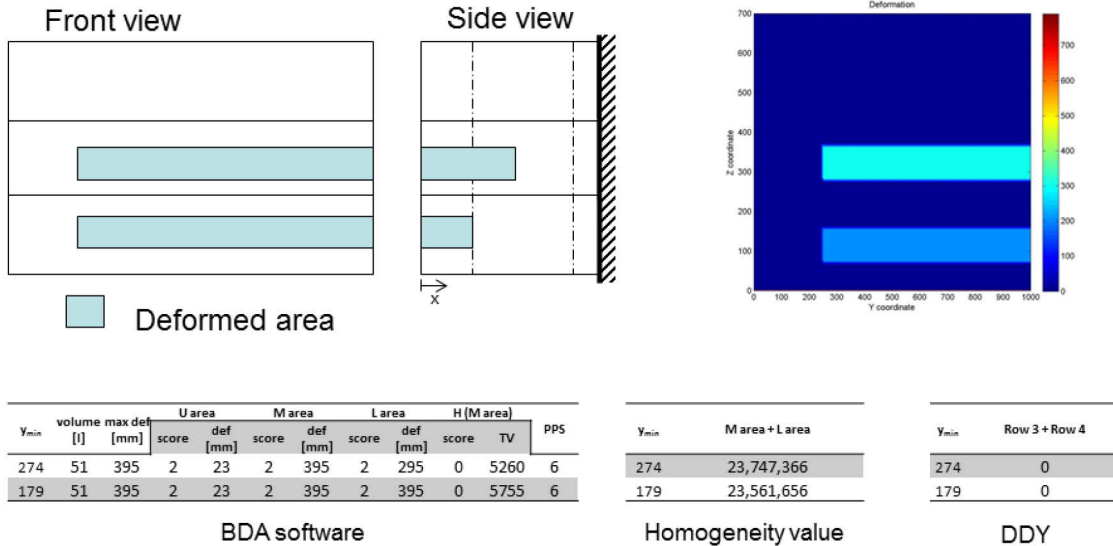 Front view
Side view
x
Deformed area
Deformation
700
600
500
400
300
200
100
0
Z coordinate
0 100 200 300 400 500 600 700 800 900 1000
Y coordinate
700
600
500
400
300
200
100
0
ymin volume [l] max def [mm] U area M area L area H (M area) PPS
score def [mm] score def [mm] score def [mm] score TV
274 51 395 2 23 2 395 2 295 0 5260 6
179 51 395 2 23 2 395 2 395 0 5755 6
BDA software
ymin M area + L area
274 23,747,366
179 23,561,656
Homogeneity value
ymin Row 3 + Row 4
274 0
179 0
DDY